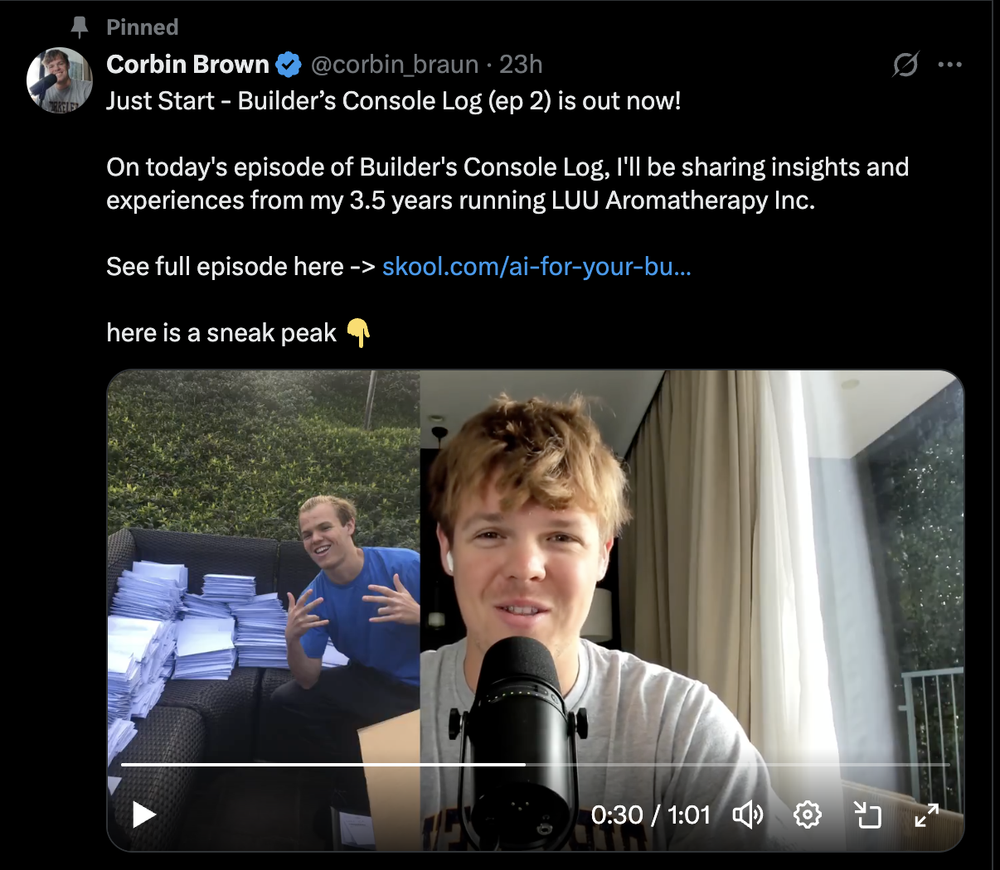 Pinned
Corbin Brown @corbin_braun · 23h
Just Start - Builder’s Console Log (ep 2) is out now!
On today's episode of Builder's Console Log, I'll be sharing insights and
experiences from my 3.5 years running LUU Aromatherapy Inc.
See full episode here -> skool.com/ai-for-your-bu…
here is a sneak peak 👇
0:30 / 1:01